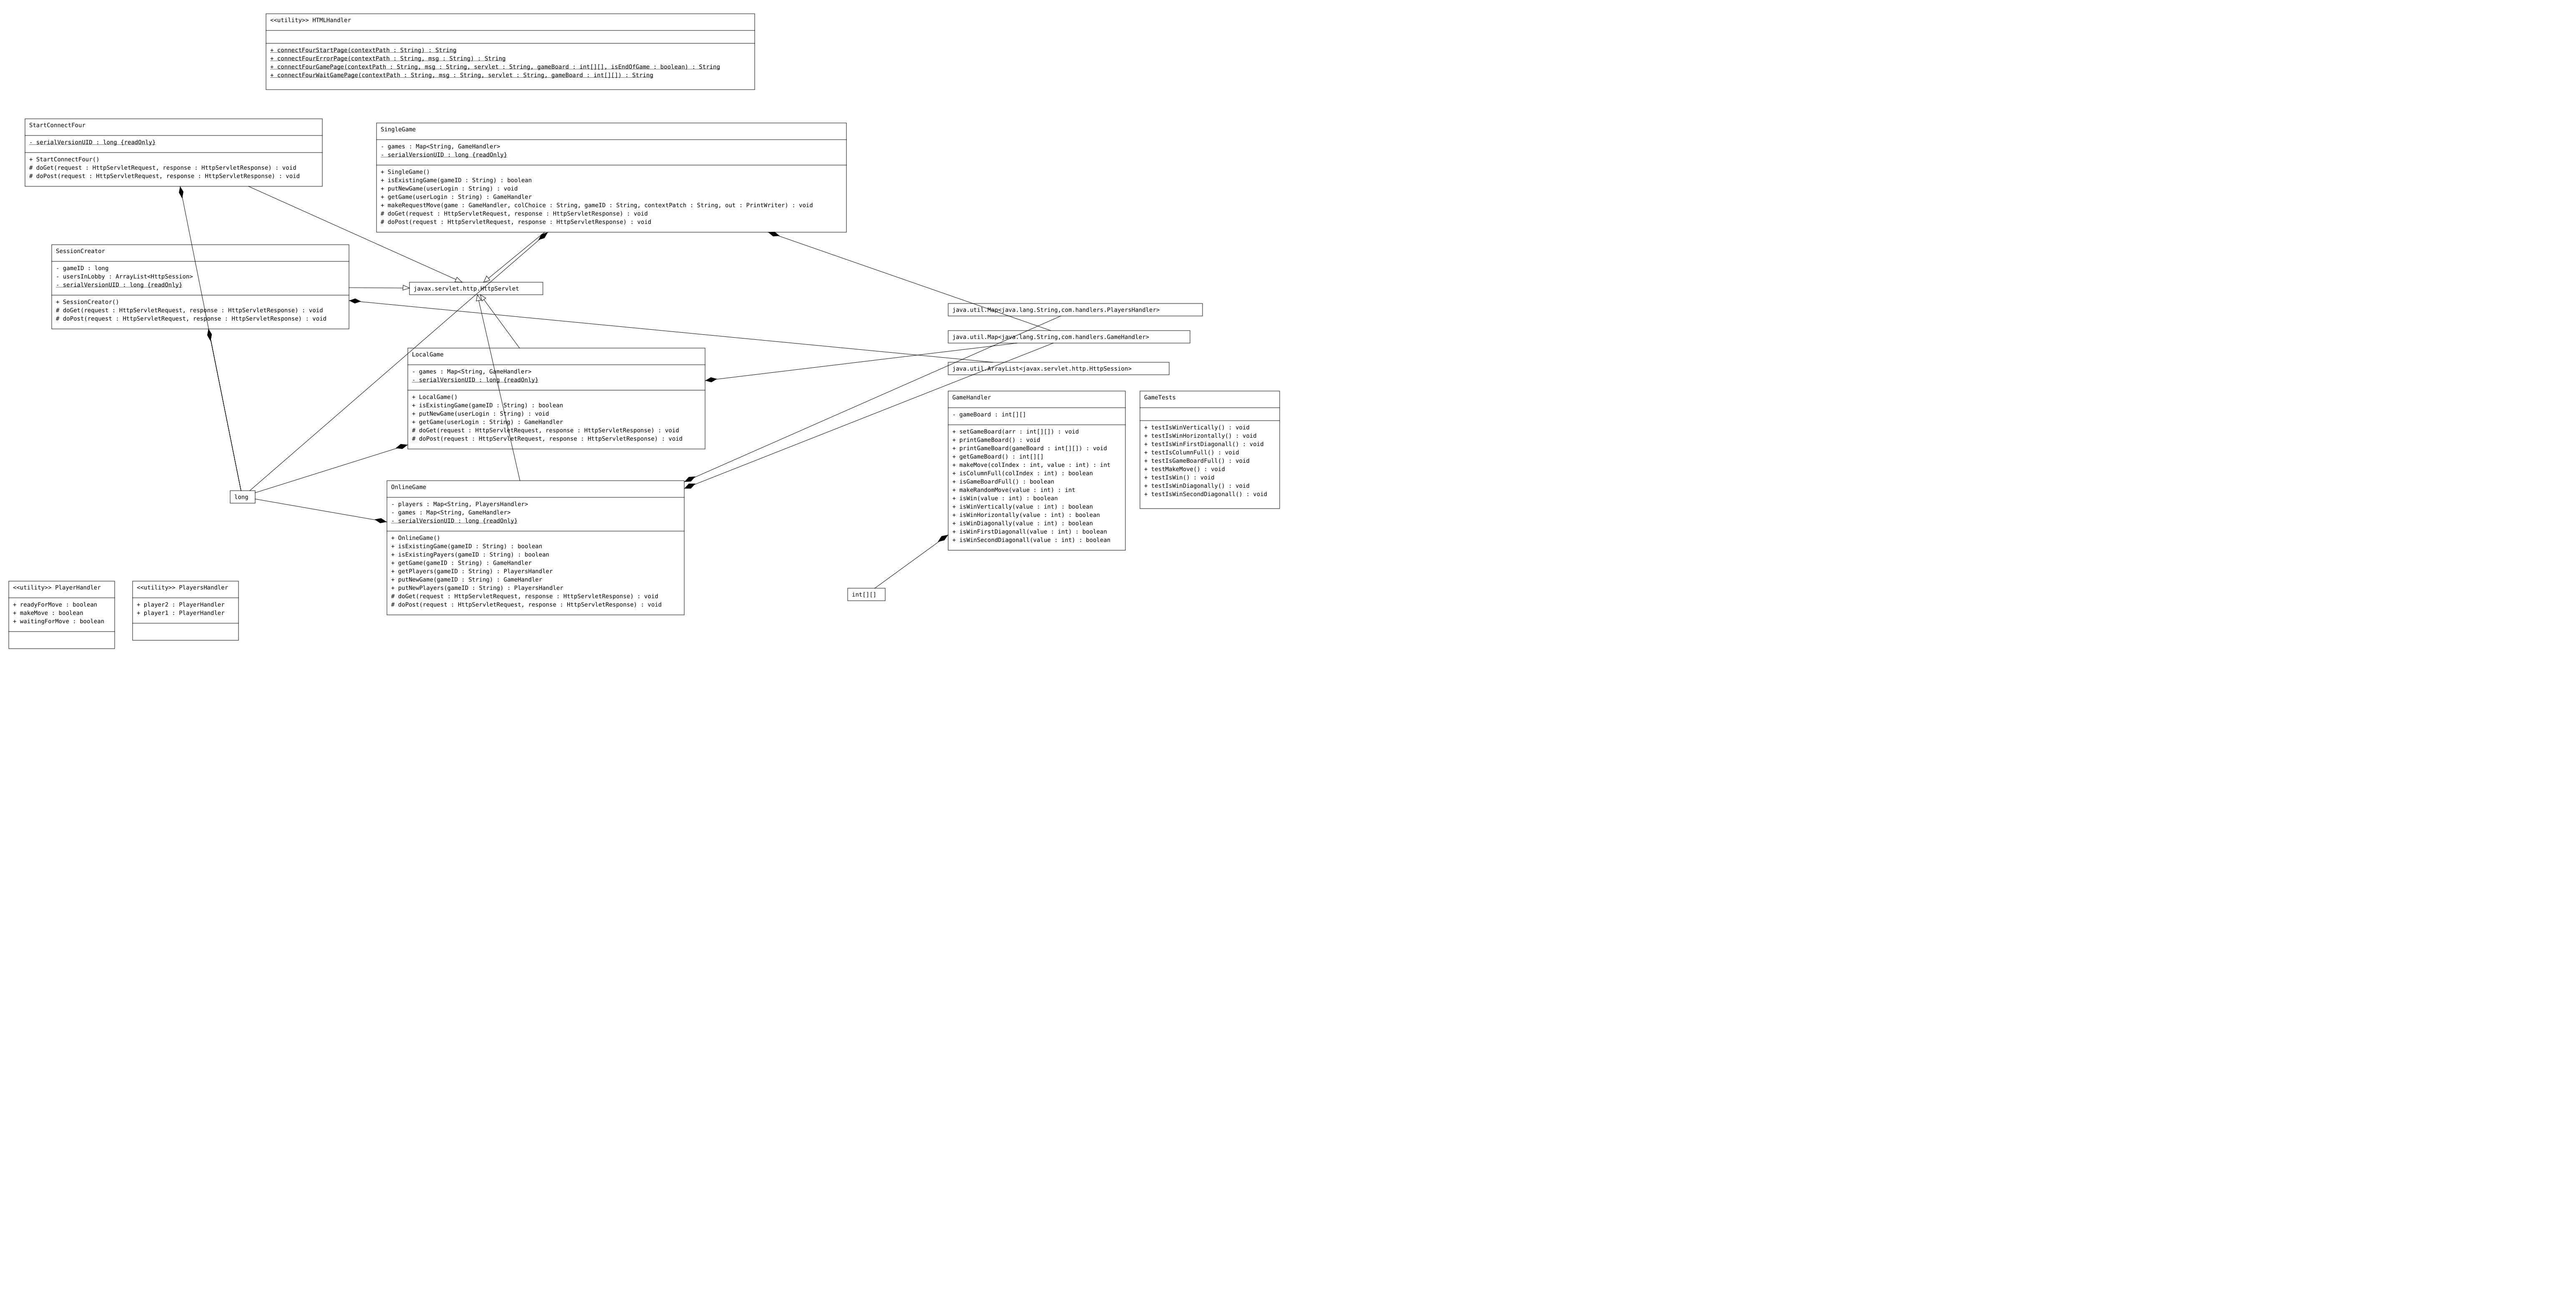 <<utility>> HTMLHandler
+ connectFourStartPage(contextPath : String) : String
+ connectFourErrorPage(contextPath : String, msg : String) : String
+ connectFourGamePage(contextPath : String, msg : String, servlet : String, gameBoard : int[][], isEndOfGame : boolean) : String
+ connectFourWaitGamePage(contextPath : String, msg : String, servlet : String, gameBoard : int[][]) : String
StartConnectFour
- serialVersionUID : long {readOnly}
+ StartConnectFour()
# doGet(request : HttpServletRequest, response : HttpServletResponse) : void
# doPost(request : HttpServletRequest, response : HttpServletResponse) : void
SingleGame
- games : Map<String, GameHandler>
- serialVersionUID : long {readOnly}
+ SingleGame()
+ isExistingGame(gameID : String) : boolean
+ putNewGame(userLogin : String) : void
+ getGame(userLogin : String) : GameHandler
+ makeRequestMove(game : GameHandler, colChoice : String, gameID : String, contextPatch : String, out : PrintWriter) : void
# doGet(request : HttpServletRequest, response : HttpServletResponse) : void
# doPost(request : HttpServletRequest, response : HttpServletResponse) : void
SessionCreator
- gameID : long
- usersInLobby : ArrayList<HttpSession>
- serialVersionUID : long {readOnly}
+ SessionCreator()
# doGet(request : HttpServletRequest, response : HttpServletResponse) : void
# doPost(request : HttpServletRequest, response : HttpServletResponse) : void
javax.servlet.http.HttpServlet
java.util.Map<java.lang.String,com.handlers.PlayersHandler>
java.util.Map<java.lang.String,com.handlers.GameHandler>
java.util.ArrayList<javax.servlet.http.HttpSession>
LocalGame
- games : Map<String, GameHandler>
- serialVersionUID : long {readOnly}
+ LocalGame()
+ isExistingGame(gameID : String) : boolean
+ putNewGame(userLogin : String) : void
+ getGame(userLogin : String) : GameHandler
# doGet(request : HttpServletRequest, response : HttpServletResponse) : void
# doPost(request : HttpServletRequest, response : HttpServletResponse) : void
GameHandler
- gameBoard : int[][]
+ setGameBoard(arr : int[][]) : void
+ printGameBoard() : void
+ printGameBoard(gameBoard : int[][]) : void
+ getGameBoard() : int[][]
+ makeMove(colIndex : int, value : int) : int
+ isColumnFull(colIndex : int) : boolean
+ isGameBoardFull() : boolean
+ makeRandomMove(value : int) : int
+ isWin(value : int) : boolean
+ isWinVertically(value : int) : boolean
+ isWinHorizontally(value : int) : boolean
+ isWinDiagonally(value : int) : boolean
+ isWinFirstDiagonall(value : int) : boolean
+ isWinSecondDiagonall(value : int) : boolean
GameTests
+ testIsWinVertically() : void
+ testIsWinHorizontally() : void
+ testIsWinFirstDiagonall() : void
+ testIsColumnFull() : void
+ testIsGameBoardFull() : void
+ testMakeMove() : void
+ testIsWin() : void
+ testIsWinDiagonally() : void
+ testIsWinSecondDiagonall() : void
long
OnlineGame
- players : Map<String, PlayersHandler>
- games : Map<String, GameHandler>
- serialVersionUID : long {readOnly}
+ OnlineGame()
+ isExistingGame(gameID : String) : boolean
+ isExistingPayers(gameID : String) : boolean
+ getGame(gameID : String) : GameHandler
+ getPlayers(gameID : String) : PlayersHandler
+ putNewGame(gameID : String) : GameHandler
+ putNewPlayers(gameID : String) : PlayersHandler
# doGet(request : HttpServletRequest, response : HttpServletResponse) : void
# doPost(request : HttpServletRequest, response : HttpServletResponse) : void
int[][]
<<utility>> PlayerHandler
+ readyForMove : boolean
+ makeMove : boolean
+ waitingForMove : boolean
<<utility>> PlayersHandler
+ player2 : PlayerHandler
+ player1 : PlayerHandler